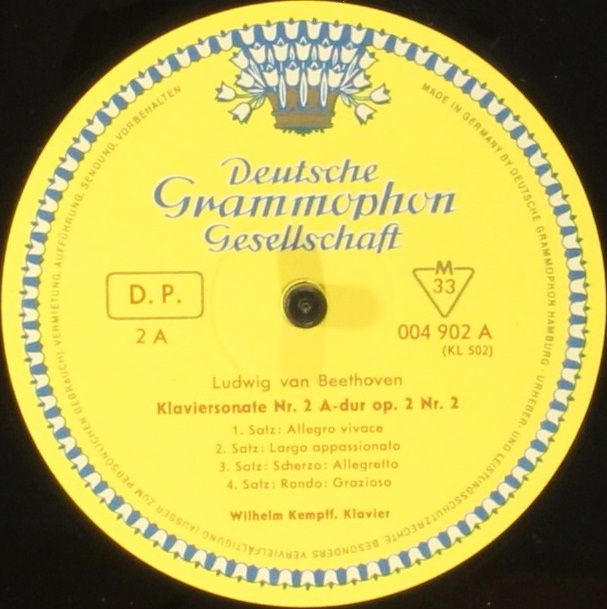 Deutsche
Grammophon
Gesellschaft
D. P.
2 A
M
33
004 902 A
(KL 502)
Ludwig van Beethoven
Klaviersonate Nr. 2 A-dur op. 2 Nr. 2
1. Satz: Allegro vivace
2. Satz: Largo appassionato
3. Satz: Scherzo: Allegretto
4. Satz: Rondo: Grazioso
Wilhelm Kempff, Klavier
MADE IN GERMANY BY DEUTSCHE GRAMMOPHON HAMBURG · URHEBER- UND LEISTUNGSSCHUTZRECHTE, BESONDERS VERVIELFÄLTIGUNG (AUSSER ZUM PERSÖNLICHEN GEBRAUCH), VERMIETUNG, AUFFÜHRUNG, SENDUNG, VORBEHALTEN